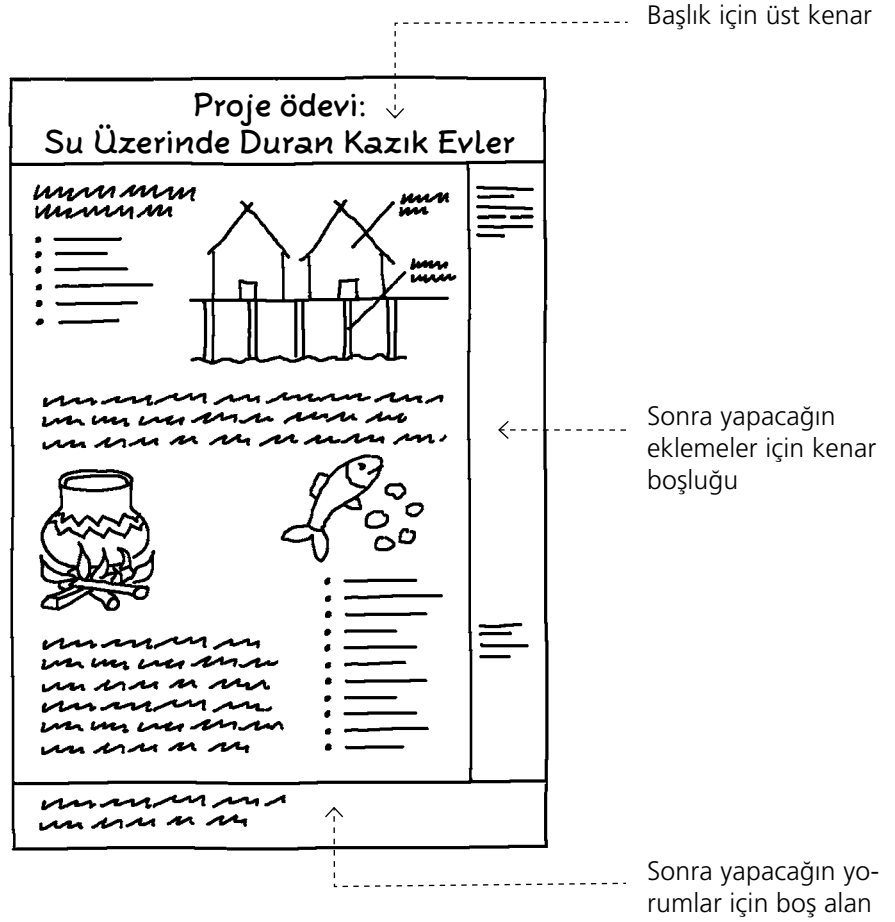 Başlık için üst kenar
Proje ödevi:
Su Üzerinde Duran Kazık Evler
Sonra yapacağın
eklemeler için kenar
boşluğu
Sonra yapacağın yo-
rumlar için boş alan